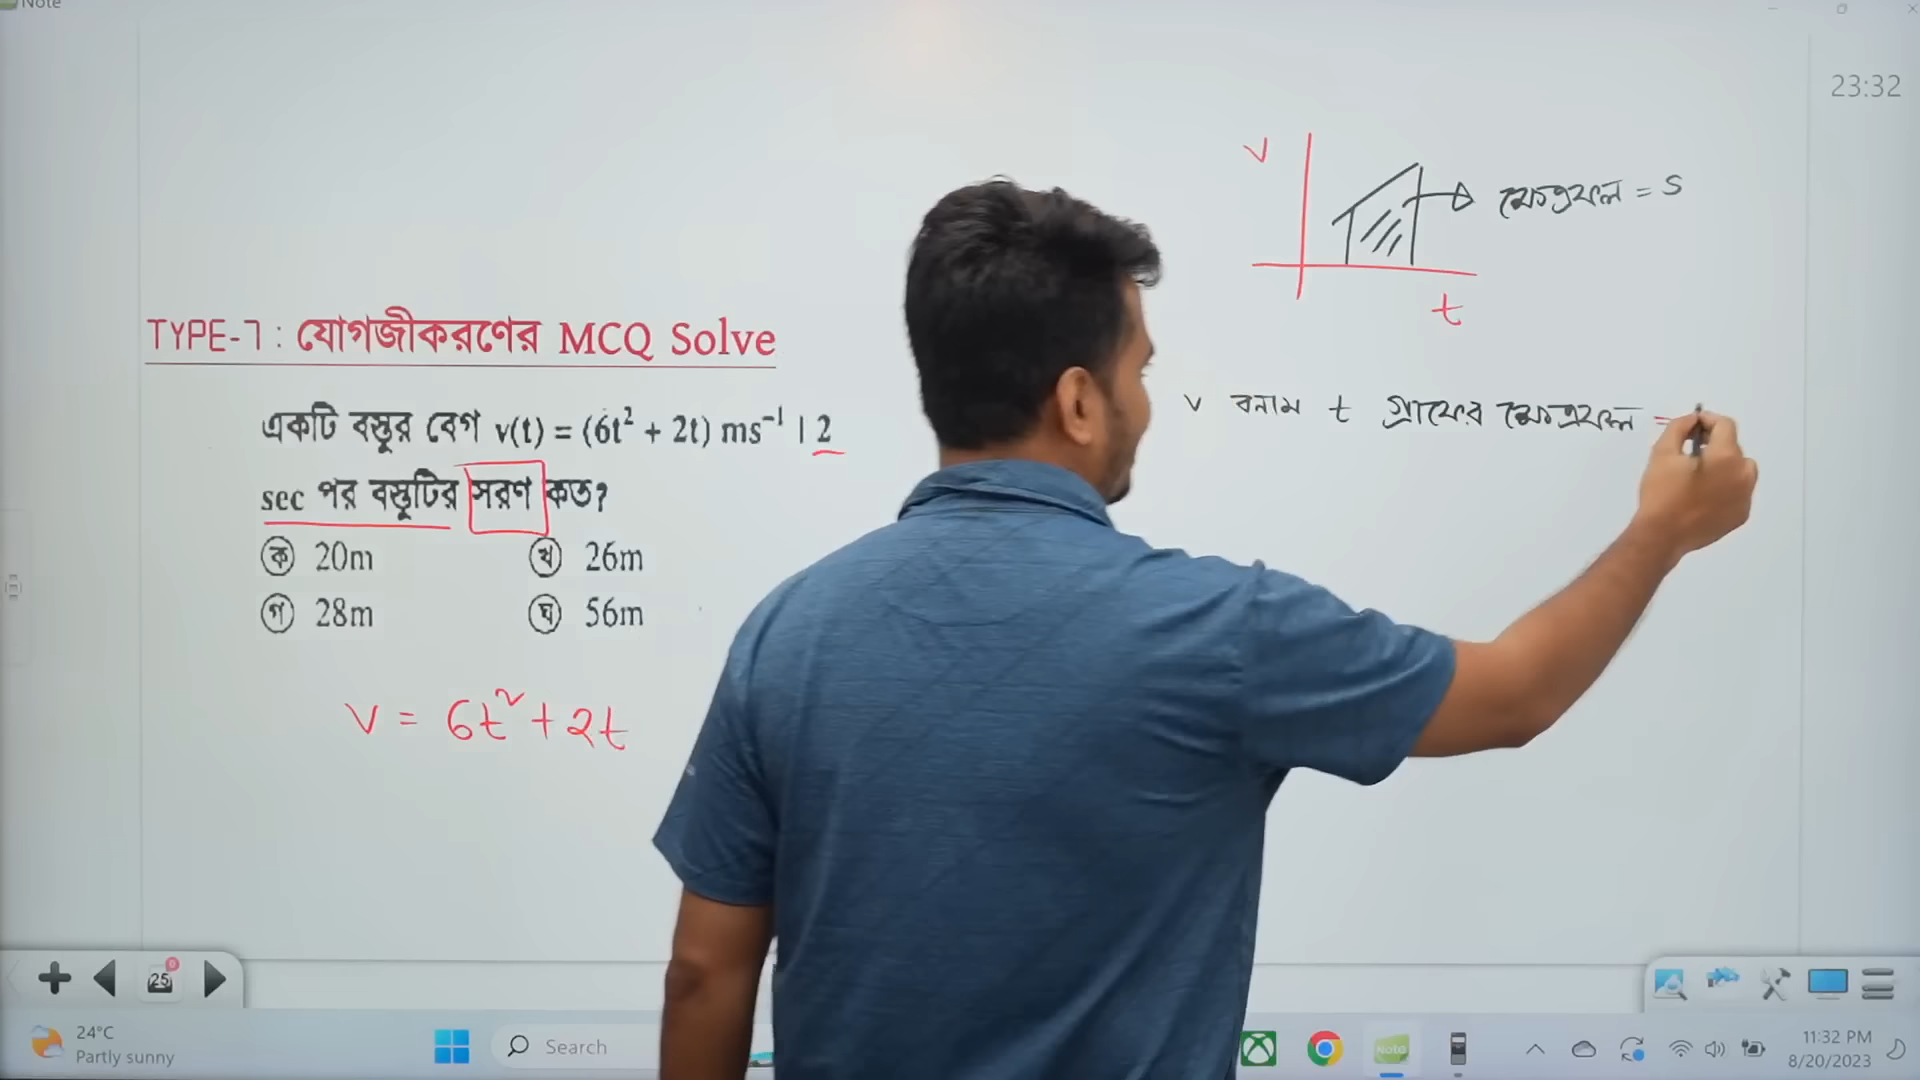 Note
23:32
v
ক্ষেত্রফল = s
t
TYPE-7 : যোগজীকরণের MCQ Solve
v বনাম t গ্রাফের ক্ষেত্রফল =
একটি বস্তুর বেগ v(t) = (6t² + 2t) ms⁻¹ । 2
sec পর বস্তুটির সরণ কত?
ক 20m খ 26m
গ 28m ঘ 56m
v = 6t² + 2t
25
24°C
Partly sunny
Search
Note
11:32 PM
8/20/2023